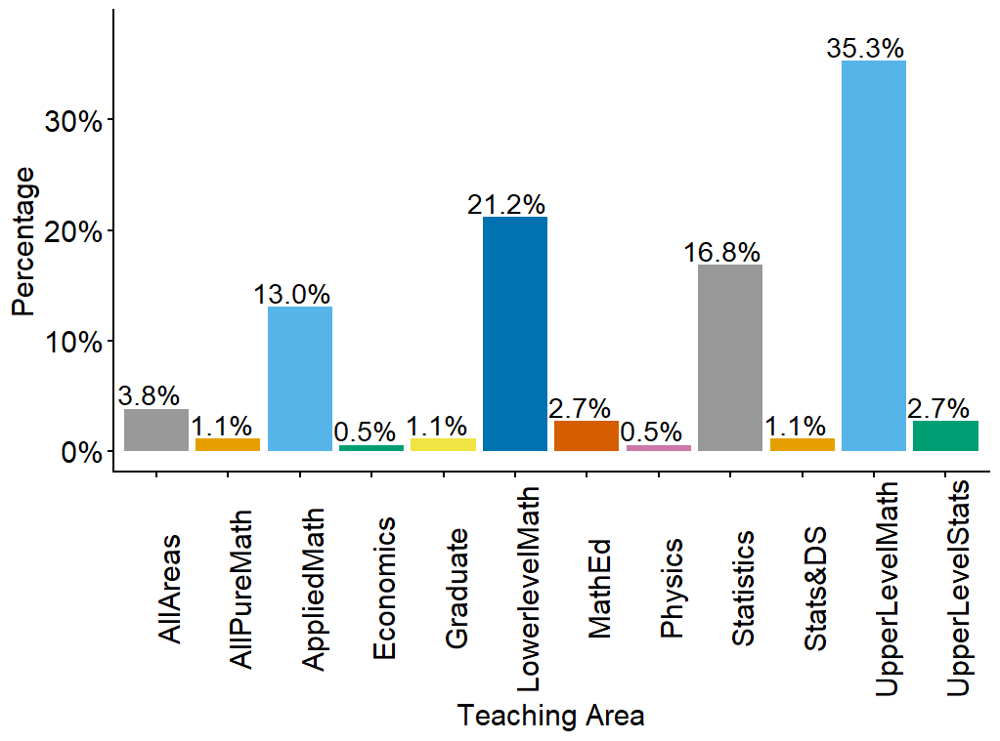 35.3%
30%
21.2%
20%
16.8%
13.0%
10%
3.8%
1.1%
0.5%
1.1%
2.7%
0.5%
1.1%
2.7%
0%
Percentage
AllAreas
AllPureMath
AppliedMath
Economics
Graduate
LowerlevelMath
MathEd
Physics
Statistics
Stats&DS
UpperLevelMath
UpperLevelStats
Teaching Area